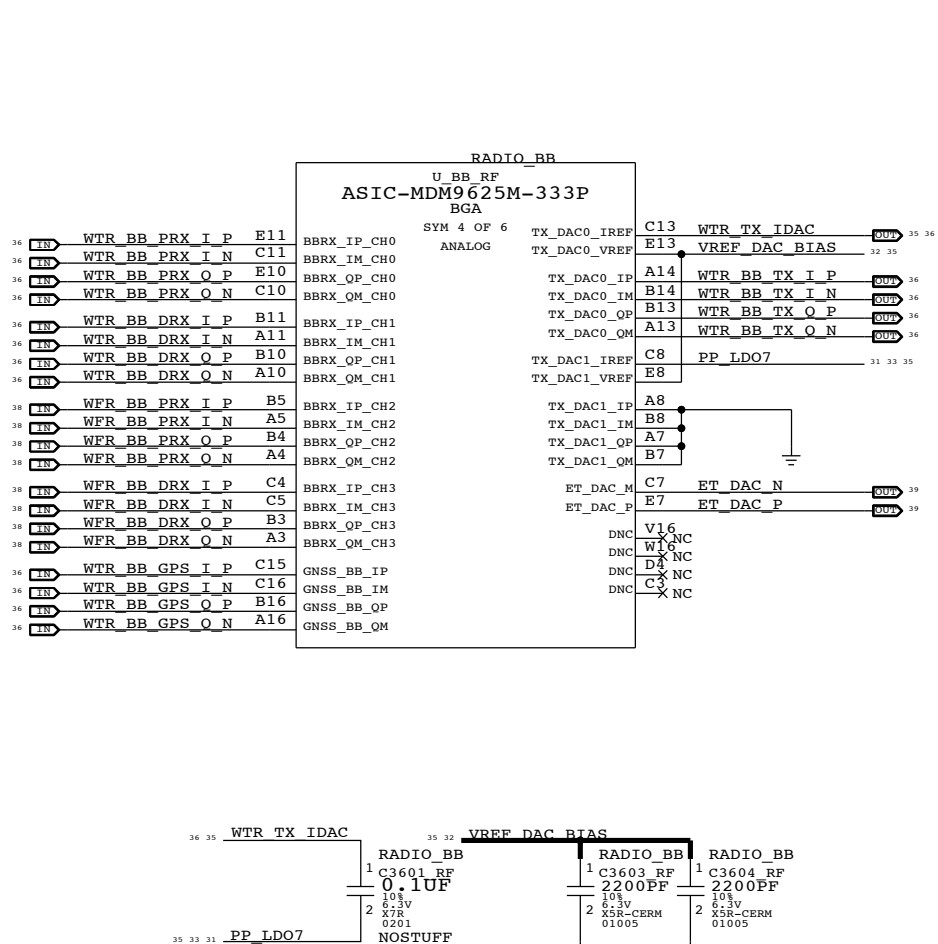 RADIO_BB
U_BB_RF
ASIC-MDM9625M-333P
BGA
SYM 4 OF 6
ANALOG
36 IN WTR_BB_PRX_I_P E11 BBRX_IP_CH0
36 IN WTR_BB_PRX_I_N C11 BBRX_IM_CH0
36 IN WTR_BB_PRX_Q_P E10 BBRX_QP_CH0
36 IN WTR_BB_PRX_Q_N C10 BBRX_QM_CH0
36 IN WTR_BB_DRX_I_P B11 BBRX_IP_CH1
36 IN WTR_BB_DRX_I_N A11 BBRX_IM_CH1
36 IN WTR_BB_DRX_Q_P B10 BBRX_QP_CH1
36 IN WTR_BB_DRX_Q_N A10 BBRX_QM_CH1
38 IN WFR_BB_PRX_I_P B5 BBRX_IP_CH2
38 IN WFR_BB_PRX_I_N A5 BBRX_IM_CH2
38 IN WFR_BB_PRX_Q_P B4 BBRX_QP_CH2
38 IN WFR_BB_PRX_Q_N A4 BBRX_QM_CH2
38 IN WFR_BB_DRX_I_P C4 BBRX_IP_CH3
38 IN WFR_BB_DRX_I_N C5 BBRX_IM_CH3
38 IN WFR_BB_DRX_Q_P B3 BBRX_QP_CH3
38 IN WFR_BB_DRX_Q_N A3 BBRX_QM_CH3
36 IN WTR_BB_GPS_I_P C15 GNSS_BB_IP
36 IN WTR_BB_GPS_I_N C16 GNSS_BB_IM
36 IN WTR_BB_GPS_Q_P B16 GNSS_BB_QP
36 IN WTR_BB_GPS_Q_N A16 GNSS_BB_QM
TX_DAC0_IREF C13 WTR_TX_IDAC OUT 35 36
TX_DAC0_VREF E13 VREF_DAC_BIAS 32 35
TX_DAC0_IP A14 WTR_BB_TX_I_P OUT 36
TX_DAC0_IM B14 WTR_BB_TX_I_N OUT 36
TX_DAC0_QP B13 WTR_BB_TX_Q_P OUT 36
TX_DAC0_QM A13 WTR_BB_TX_Q_N OUT 36
TX_DAC1_IREF C8 PP_LDO7 31 33 35
TX_DAC1_VREF E8
TX_DAC1_IP A8
TX_DAC1_IM B8
TX_DAC1_QP A7
TX_DAC1_QM B7
ET_DAC_M C7 ET_DAC_N OUT 39
ET_DAC_P E7 ET_DAC_P OUT 39
DNC V16 NC
DNC W16 NC
DNC D4 NC
DNC C3 NC
36 35 WTR_TX_IDAC
RADIO_BB
1 C3601_RF
0.1UF
10%
6.3V
2 X7R
0201
NOSTUFF
35 33 31 PP_LDO7
35 32 VREF_DAC_BIAS
RADIO_BB
1 C3603_RF
2200PF
10%
6.3V
2 X5R-CERM
01005
RADIO_BB
1 C3604_RF
2200PF
10%
6.3V
2 X5R-CERM
01005